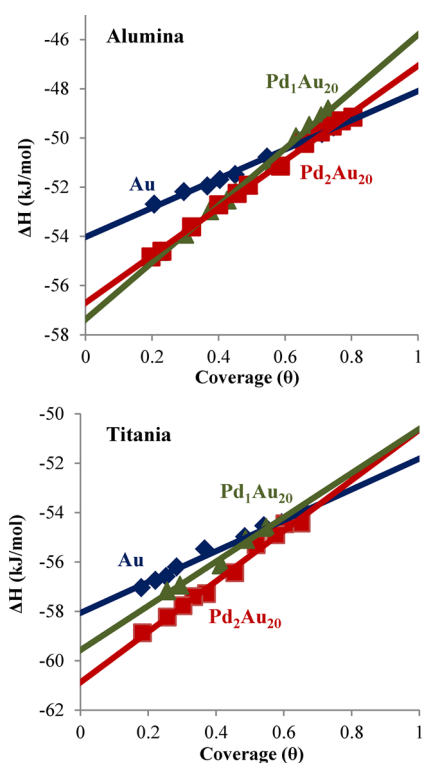 Alumina
-46
-48
-50
-52
-54
-56
-58
ΔH (kJ/mol)
Pd1Au20
Au
Pd2Au20
0 0.2 0.4 0.6 0.8 1
Coverage (θ)
Titania
-50
-52
-54
-56
-58
-60
-62
ΔH (kJ/mol)
Pd1Au20
Au
Pd2Au20
0 0.2 0.4 0.6 0.8 1
Coverage (θ)